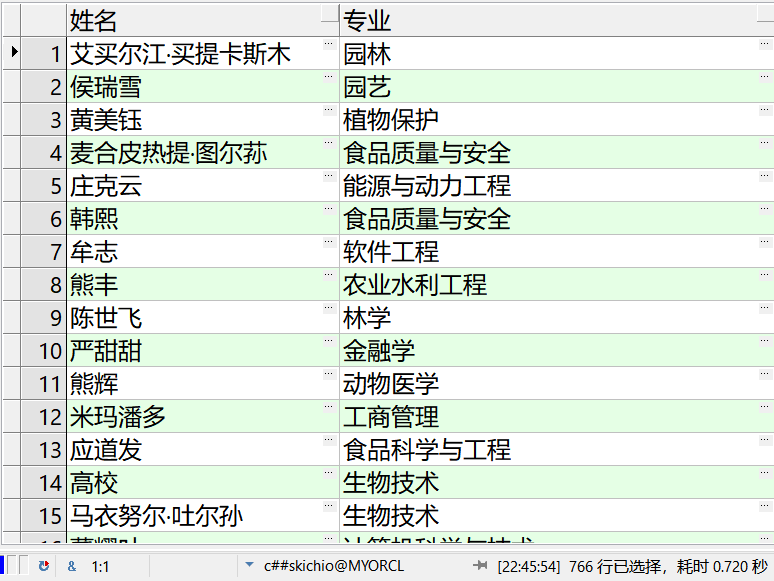 姓名 专业
1 艾买尔江·买提卡斯木 园林
2 侯瑞雪 园艺
3 黄美钰 植物保护
4 麦合皮热·提·图尔荪 食品质量与安全
5 庄克云 能源与动力工程
6 韩熙 食品质量与安全
7 牟志 软件工程
8 熊丰 农业水利工程
9 陈世飞 林学
10 严甜甜 金融学
11 熊辉 动物医学
12 米玛潘多 工商管理
13 应道发 食品科学与工程
14 高校 生物技术
15 马衣努尔·吐尔孙 生物技术
& 1:1 c##skichio@MYORCL [22:45:54] 766 行已选择，耗时 0.720 秒